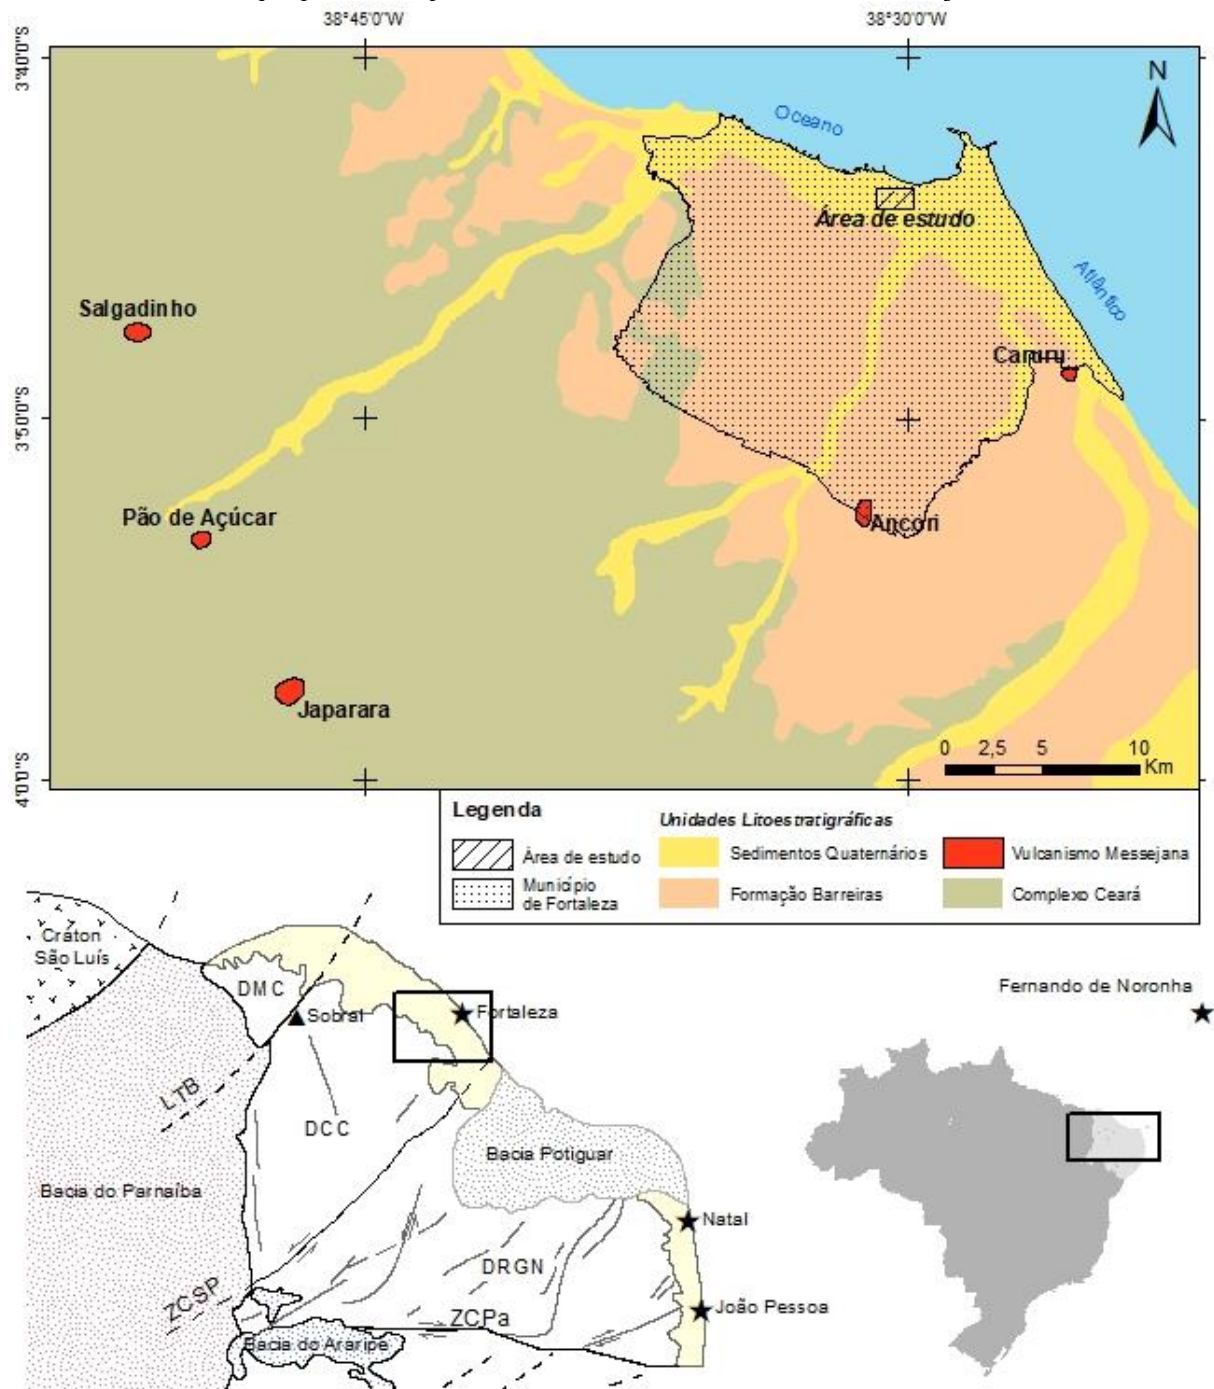 38°45'0"W
38°30'0"W
3°40'0"S
N
Oceano
Área de estudo
Atlântico
Salgadinho
Caruru
3°50'0"S
Pão de Açúcar
Ancori
Japarara
0 2,5 5 10
Km
4°0'0"S
Legenda
Unidades Litoestratigráficas
Área de estudo
Sedimentos Quaternários
Vulcanismo Messejana
Município
de Fortaleza
Formação Barreiras
Complexo Ceará
Cráton
São Luís
DMC
Sobral
Fortaleza
Fernando de Noronha
LTB
DCC
Bacia Potiguar
Bacia do Parnaíba
Natal
DRGN
ZCSP
ZCPa
João Pessoa
Bacia do Araripe